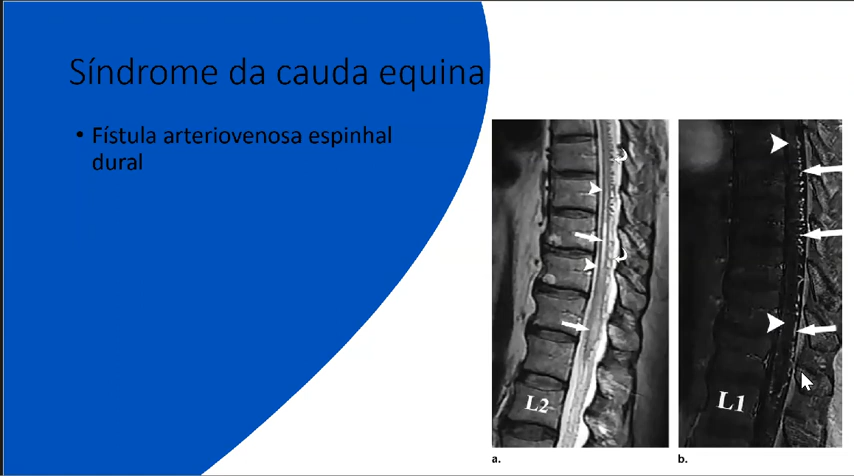 Síndrome da cauda equina
• Fístula arteriovenosa espinhal
dural
L2
L1
a.
b.